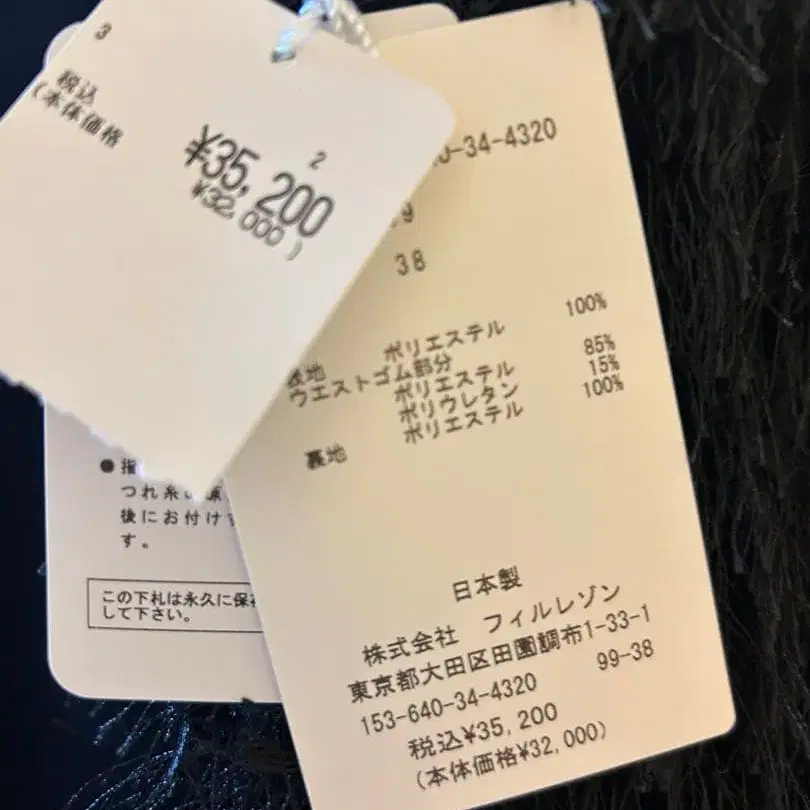 3
税込
(本体価格
2
¥35,200
¥32,000)
0-34-4320
9
38
表地 ポリエステル 100%
ウエストゴム部分
ポリエステル 85%
ポリウレタン 15%
裏地 ポリエステル 100%
日本製
株式会社 フィルレゾン
東京都大田区田園調布1-33-1
153-640-34-4320 99-38
税込¥35,200
(本体価格¥32,000)
●指
つれ糸
後にお付け
す。
この下札は永久に保
して下さい。